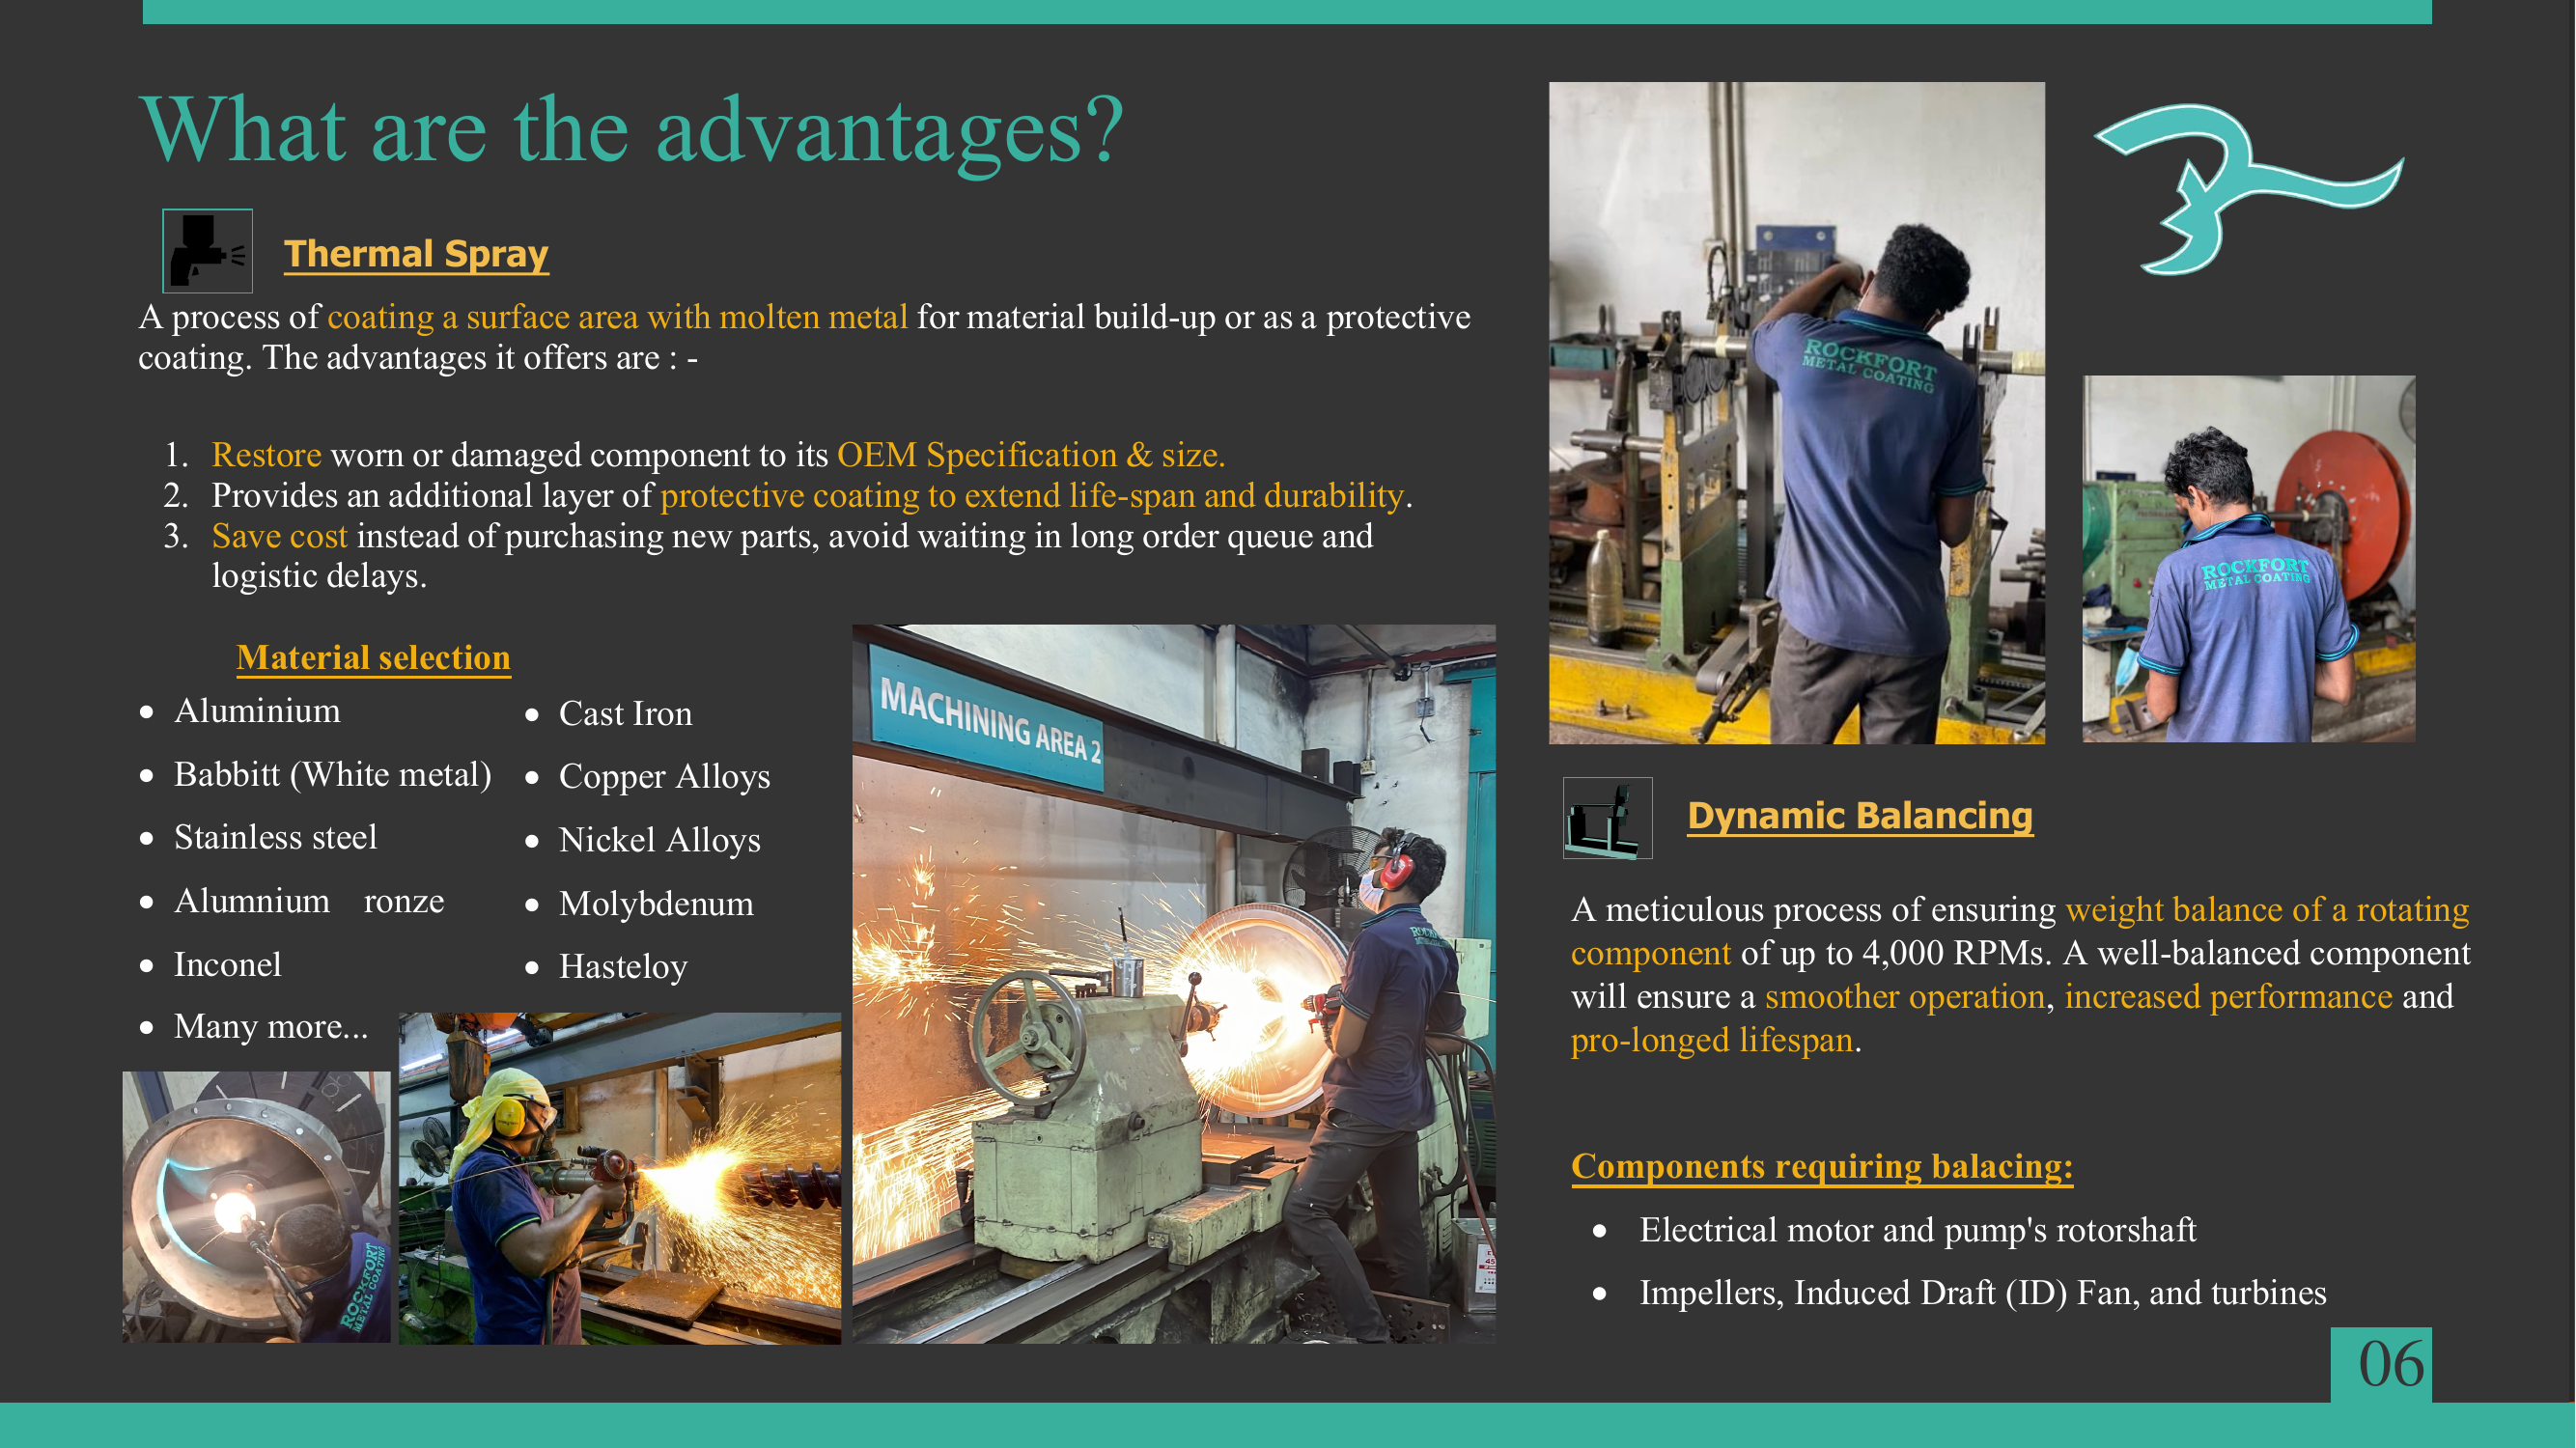 What are the advantages?
Thermal Spray
A process of coating a surface area with molten metal for material build-up or as a protective
coating. The advantages it offers are : -
1. Restore worn or damaged component to its OEM Specification & size.
2. Provides an additional layer of protective coating to extend life-span and durability.
3. Save cost instead of purchasing new parts, avoid waiting in long order queue and
logistic delays.
Material selection
• Aluminium
• Babbitt (White metal)
• Stainless steel
• Alumnium ronze
• Inconel
• Many more...
• Cast Iron
• Copper Alloys
• Nickel Alloys
• Molybdenum
• Hasteloy
ROCKFORT
METAL COATING
MACHINING AREA 2
ROCKFORT
METAL COATING
ROCKFORT
METAL COATING
Dynamic Balancing
A meticulous process of ensuring weight balance of a rotating
component of up to 4,000 RPMs. A well-balanced component
will ensure a smoother operation, increased performance and
pro-longed lifespan.
Components requiring balacing:
• Electrical motor and pump's rotorshaft
• Impellers, Induced Draft (ID) Fan, and turbines
06